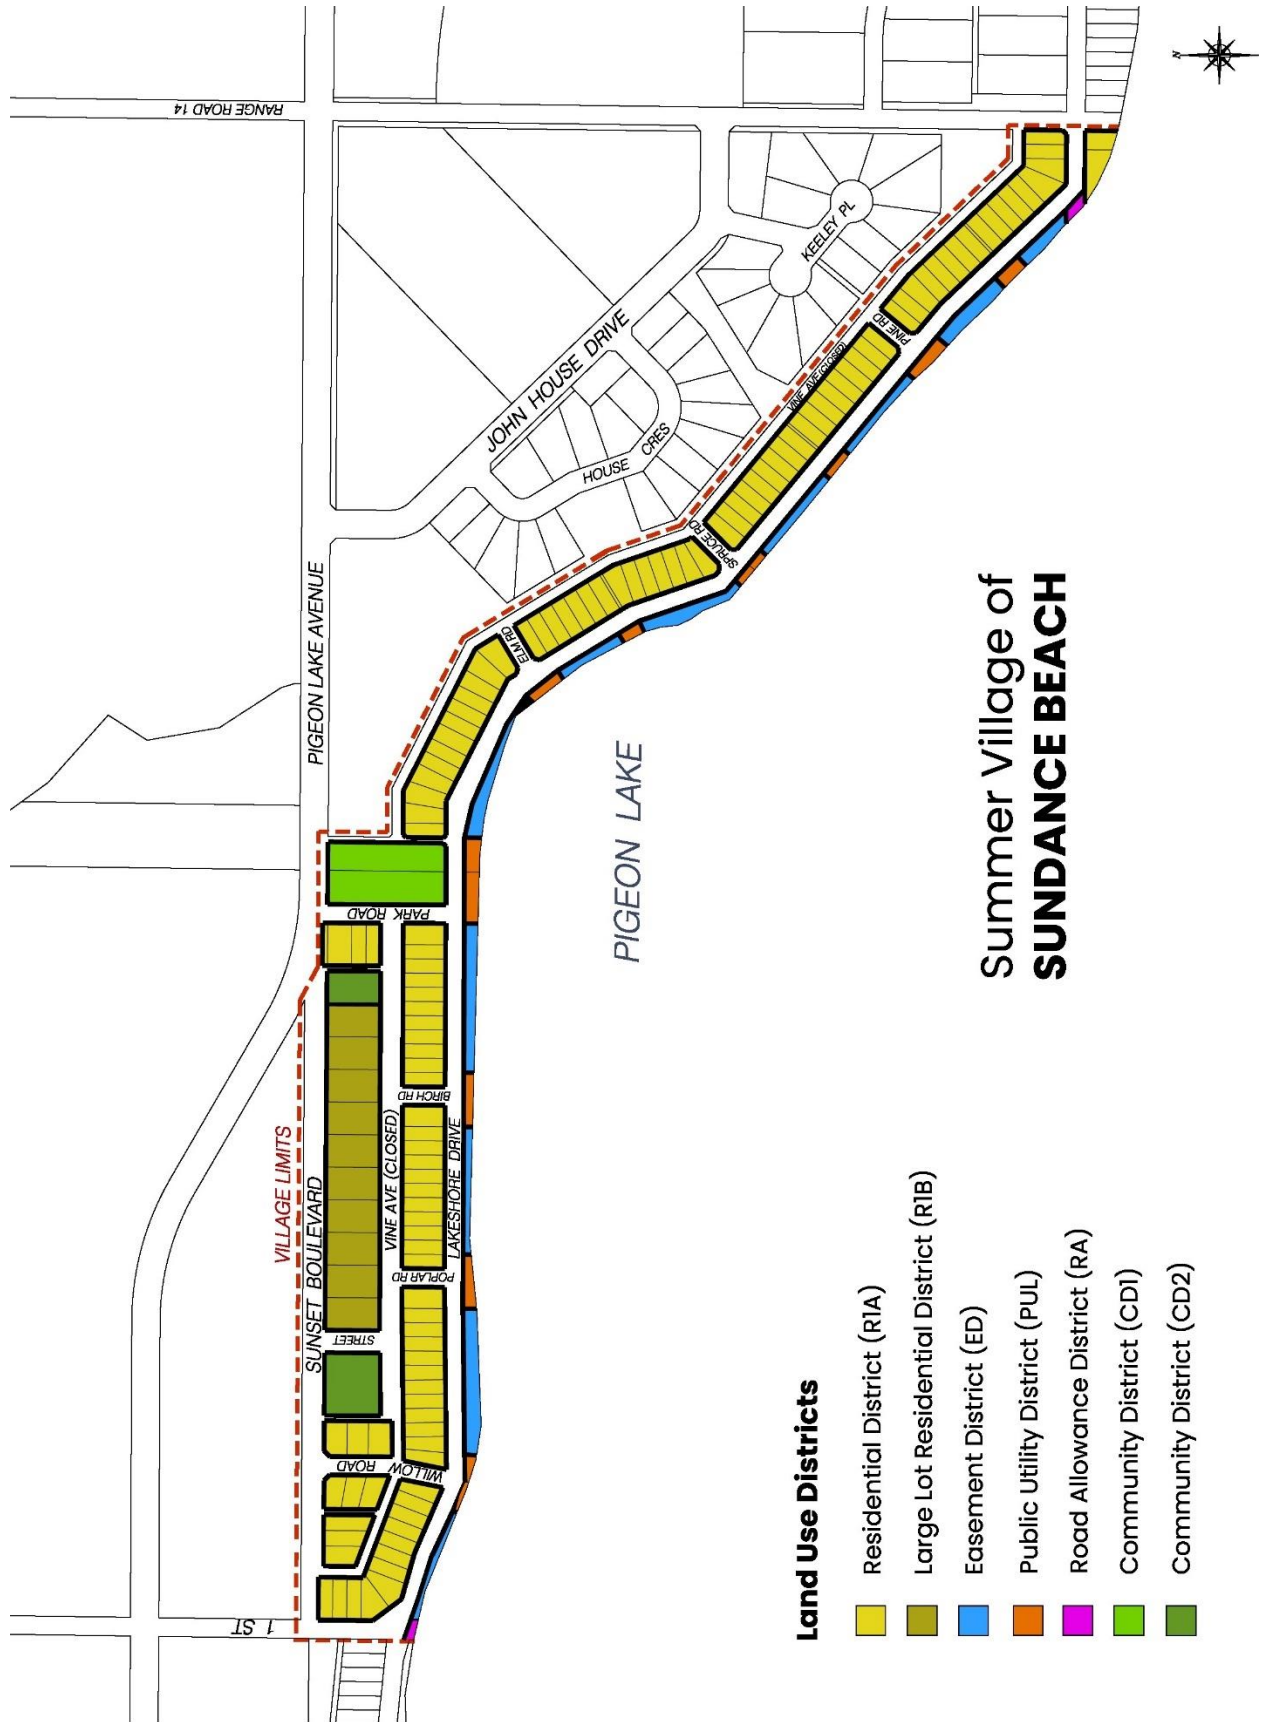 RANGE ROAD 14
N
KEELEY PL
JOHN HOUSE DRIVE
HOUSE CRES
PINE RD
VINE AVE (CLOSED)
SPRUCE RD
ELM RD
PIGEON LAKE AVENUE
PIGEON LAKE
PARK ROAD
VILLAGE LIMITS
SUNSET BOULEVARD
VINE AVE (CLOSED)
BIRCH RD
LAKESHORE DRIVE
POPLAR RD
STREET
WILLOW ROAD
1 ST
Summer Village of
SUNDANCE BEACH
Land Use Districts
Residential District (R1A)
Large Lot Residential District (R1B)
Easement District (ED)
Public Utility District (PUL)
Road Allowance District (RA)
Community District (CD1)
Community District (CD2)